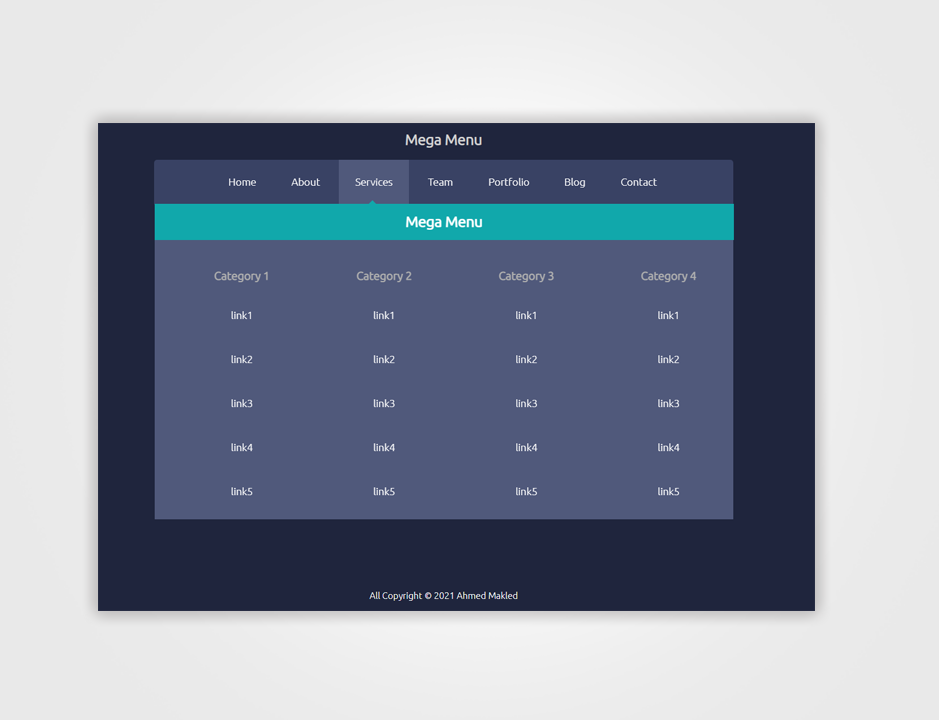 Mega Menu
Home About Services Team Portfolio Blog Contact
Mega Menu
Category 1 Category 2 Category 3 Category 4
link1 link1 link1 link1
link2 link2 link2 link2
link3 link3 link3 link3
link4 link4 link4 link4
link5 link5 link5 link5
All Copyright © 2021 Ahmed Makled